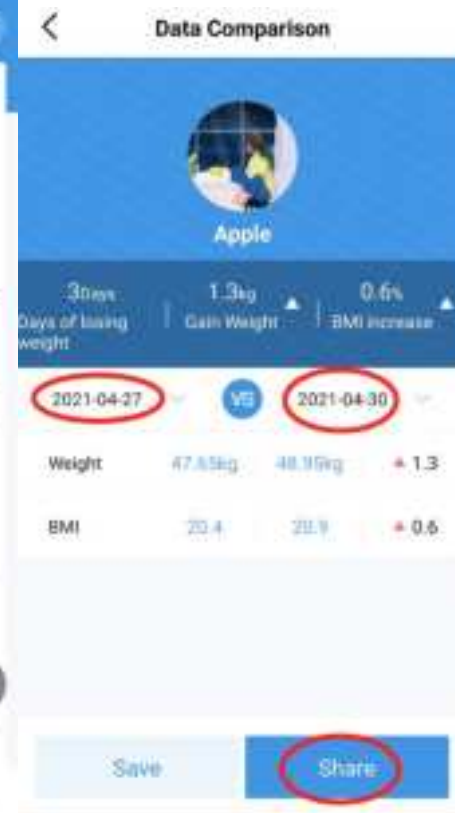 Data Comparison
Apple
3Days 1.3kg 0.6%
Days of losing weight Gain Weight BMI increase
2021-04-27 VS 2021-04-30
Weight 47.65kg 48.95kg 1.3
BMI 20.4 20.9 0.6
Save Share